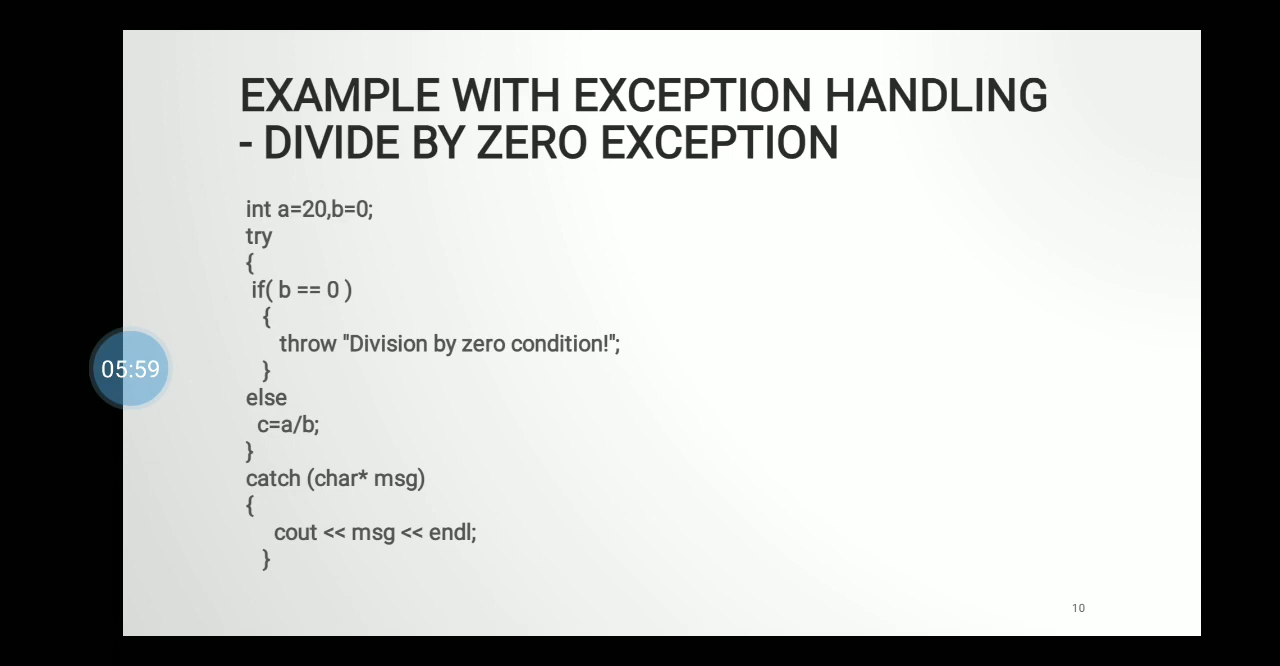 EXAMPLE WITH EXCEPTION HANDLING
- DIVIDE BY ZERO EXCEPTION
int a=20,b=0;
try
{
if( b == 0 )
{
throw "Division by zero condition!";
}
05:59
else
c=a/b;
}
catch (char* msg)
{
cout << msg << endl;
}
10